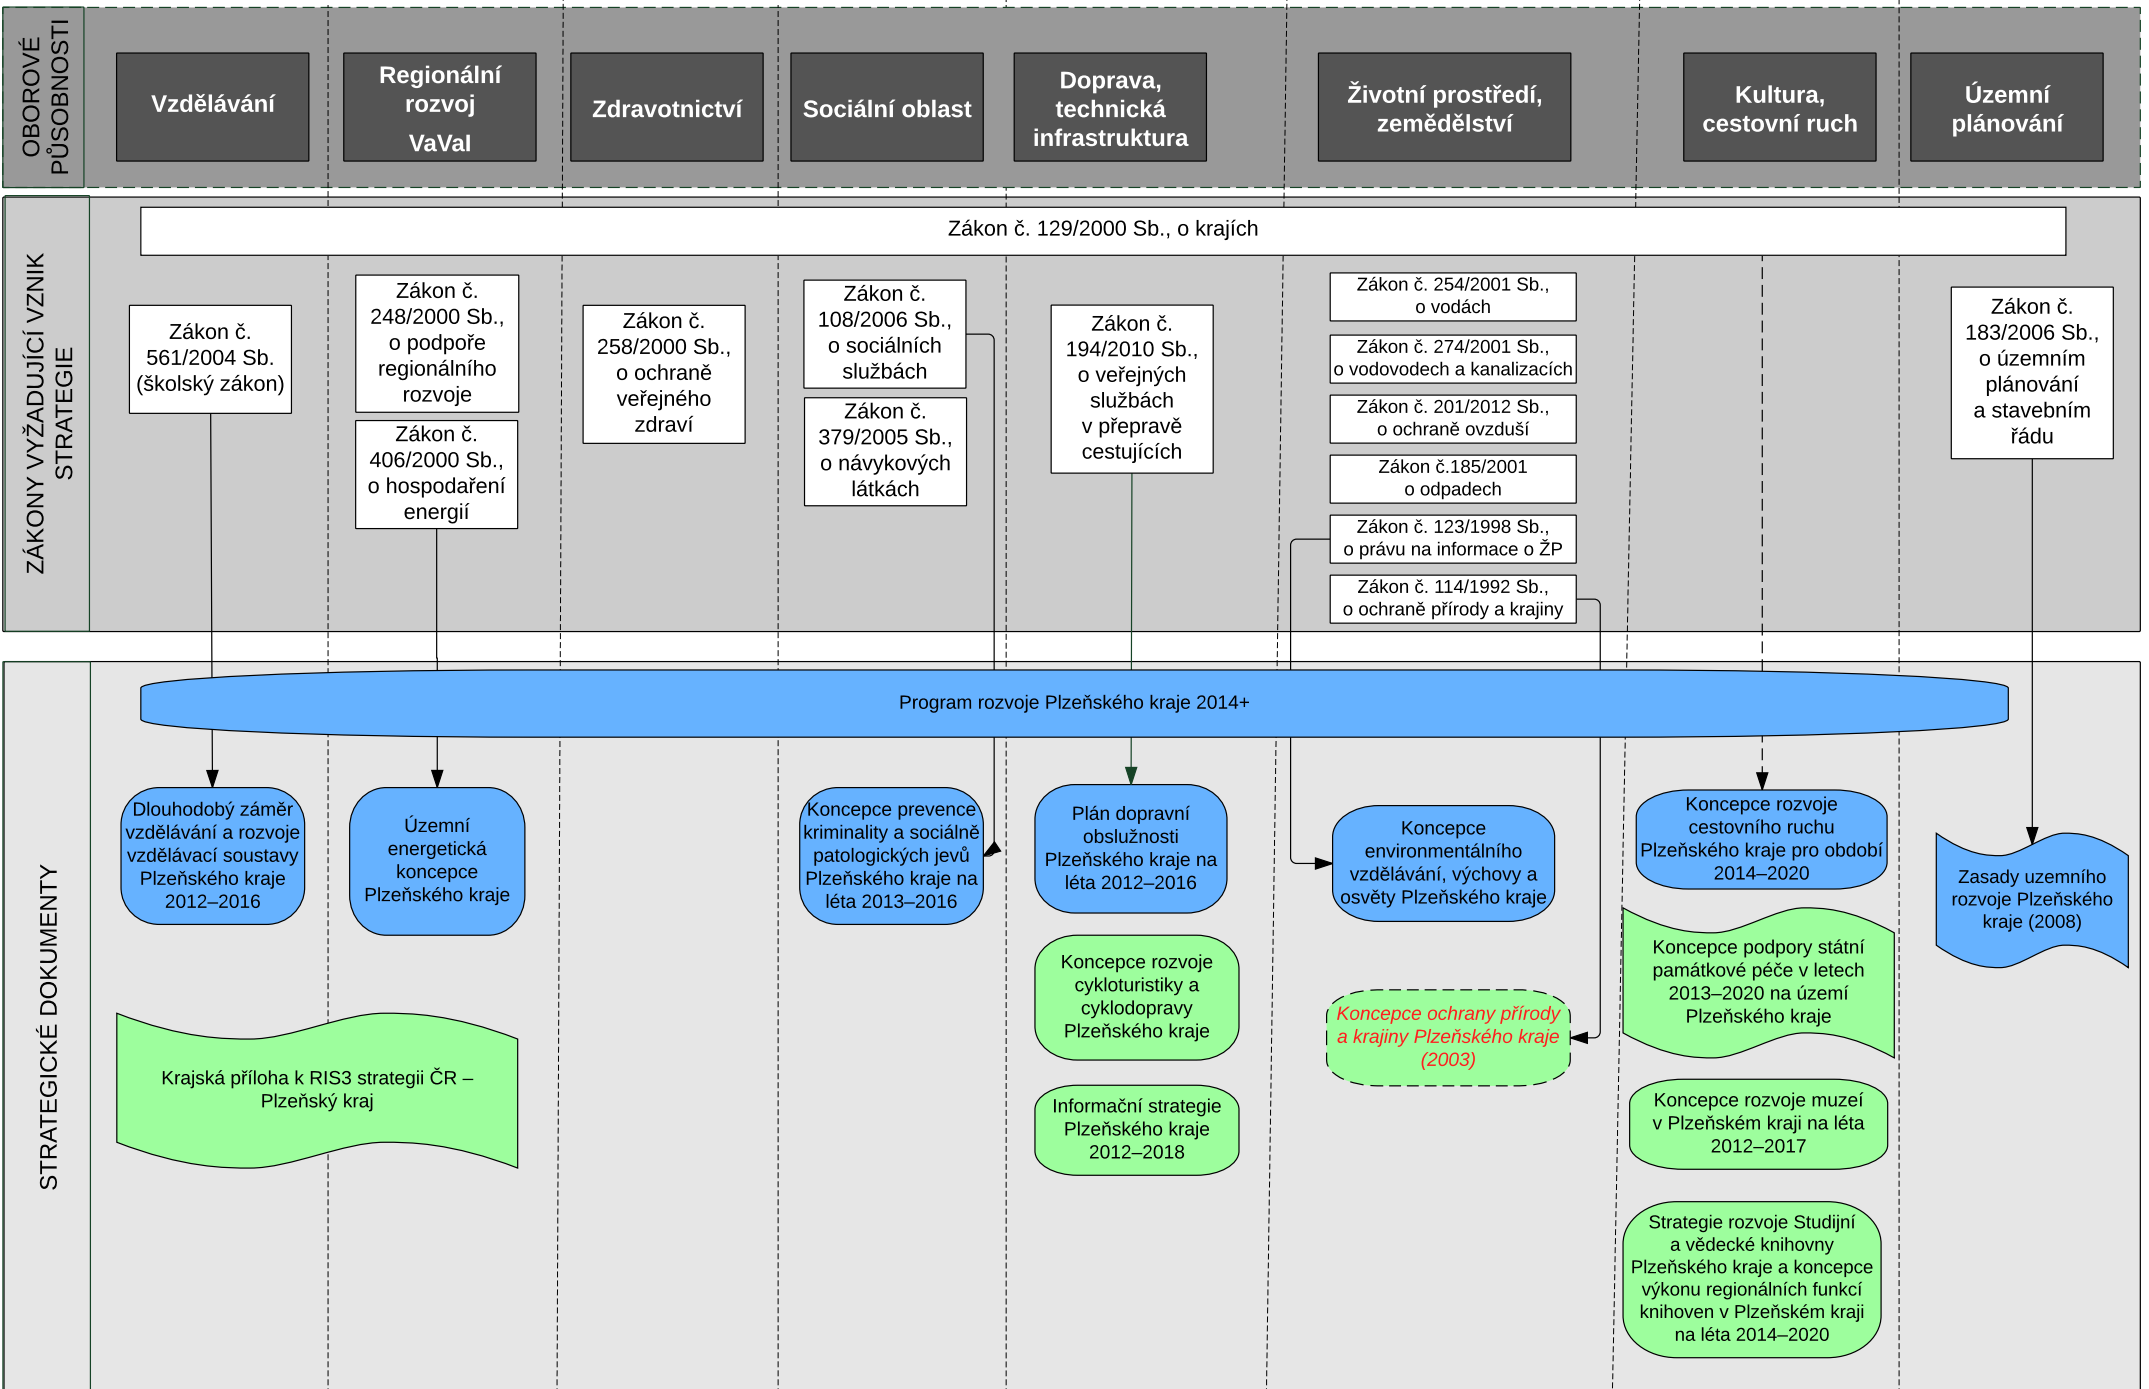 OBOROVÉ
PŮSOBNOSTI
Vzdělávání
Regionální
rozvoj
VaVaI
Zdravotnictví
Sociální oblast
Doprava,
technická
infrastruktura
Životní prostředí,
zemědělství
Kultura,
cestovní ruch
Územní
plánování
ZÁKONY VYŽADUJÍCÍ VZNIK
STRATEGIE
Zákon č. 129/2000 Sb., o krajích
Zákon č.
561/2004 Sb.
(školský zákon)
Zákon č.
248/2000 Sb.,
o podpoře
regionálního
rozvoje
Zákon č.
406/2000 Sb.,
o hospodaření
energií
Zákon č.
258/2000 Sb.,
o ochraně
veřejného
zdraví
Zákon č.
108/2006 Sb.,
o sociálních
službách
Zákon č.
379/2005 Sb.,
o návykových
látkách
Zákon č.
194/2010 Sb.,
o veřejných
službách
v přepravě
cestujících
Zákon č. 254/2001 Sb.,
o vodách
Zákon č. 274/2001 Sb.,
o vodovodech a kanalizacích
Zákon č. 201/2012 Sb.,
o ochraně ovzduší
Zákon č.185/2001
o odpadech
Zákon č. 123/1998 Sb.,
o právu na informace o ŽP
Zákon č. 114/1992 Sb.,
o ochraně přírody a krajiny
Zákon č.
183/2006 Sb.,
o územním
plánování
a stavebním
řádu
STRATEGICKÉ DOKUMENTY
Program rozvoje Plzeňského kraje 2014+
Dlouhodobý záměr
vzdělávání a rozvoje
vzdělávací soustavy
Plzeňského kraje
2012–2016
Územní
energetická
koncepce
Plzeňského kraje
Krajská příloha k RIS3 strategii ČR –
Plzeňský kraj
Koncepce prevence
kriminality a sociálně
patologických jevů
Plzeňského kraje na
léta 2013–2016
Plán dopravní
obslužnosti
Plzeňského kraje na
léta 2012–2016
Koncepce rozvoje
cykloturistiky a
cyklodopravy
Plzeňského kraje
Informační strategie
Plzeňského kraje
2012–2018
Koncepce
environmentálního
vzdělávání, výchovy a
osvěty Plzeňského kraje
Koncepce ochrany přírody
a krajiny Plzeňského kraje
(2003)
Koncepce rozvoje
cestovního ruchu
Plzeňského kraje pro období
2014–2020
Koncepce podpory státní
památkové péče v letech
2013–2020 na území
Plzeňského kraje
Koncepce rozvoje muzeí
v Plzeňském kraji na léta
2012–2017
Strategie rozvoje Studijní
a vědecké knihovny
Plzeňského kraje a koncepce
výkonu regionálních funkcí
knihoven v Plzeňském kraji
na léta 2014–2020
Zasady uzemního
rozvoje Plzeňského
kraje (2008)